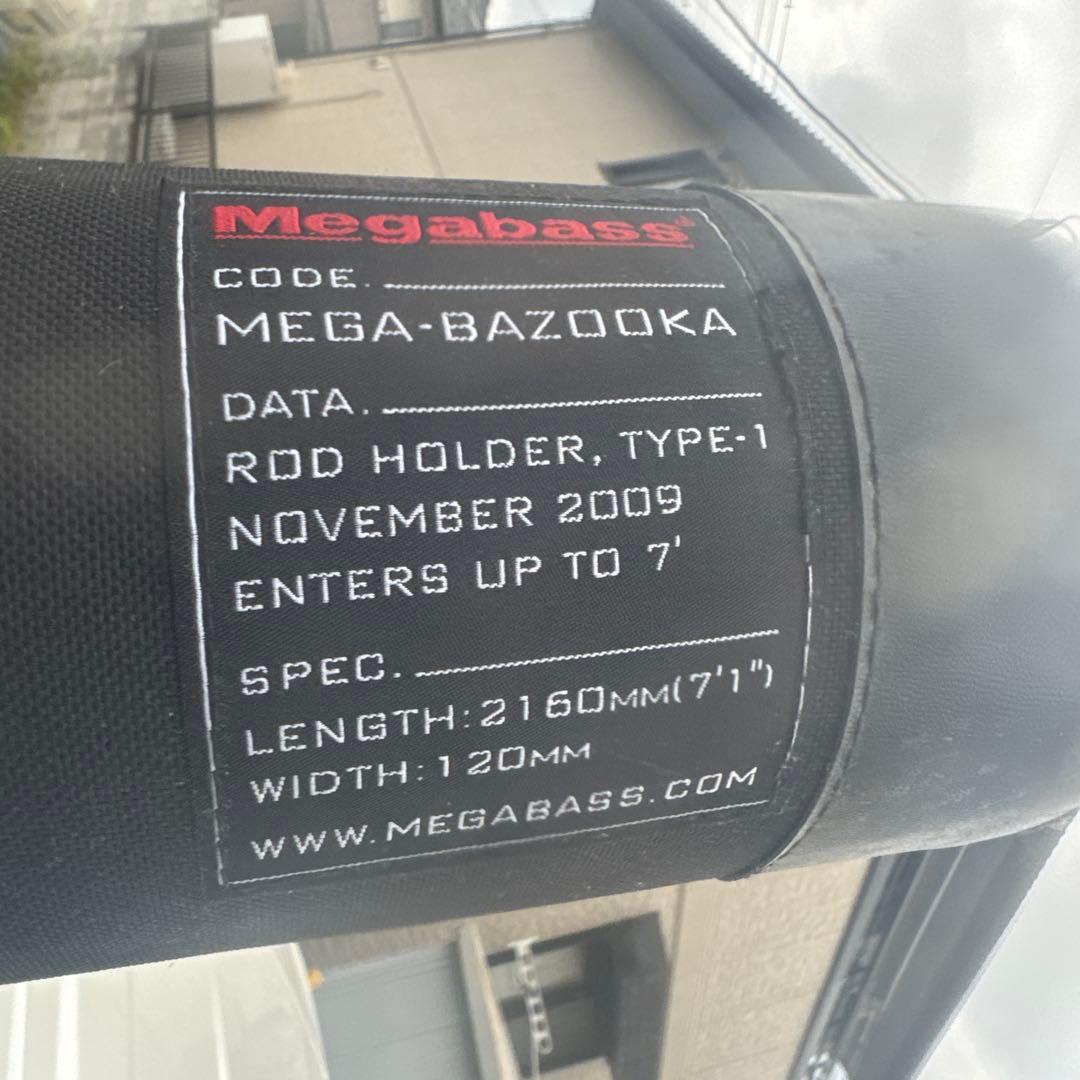 Megabass
CODE.
MEGA-BAZOOKA
DATA.
ROD HOLDER, TYPE-1
NOVEMBER 2009
ENTERS UP TO 7'
SPEC.
LENGTH:2160MM(7'1")
WIDTH:120MM
WWW.MEGABASS.COM